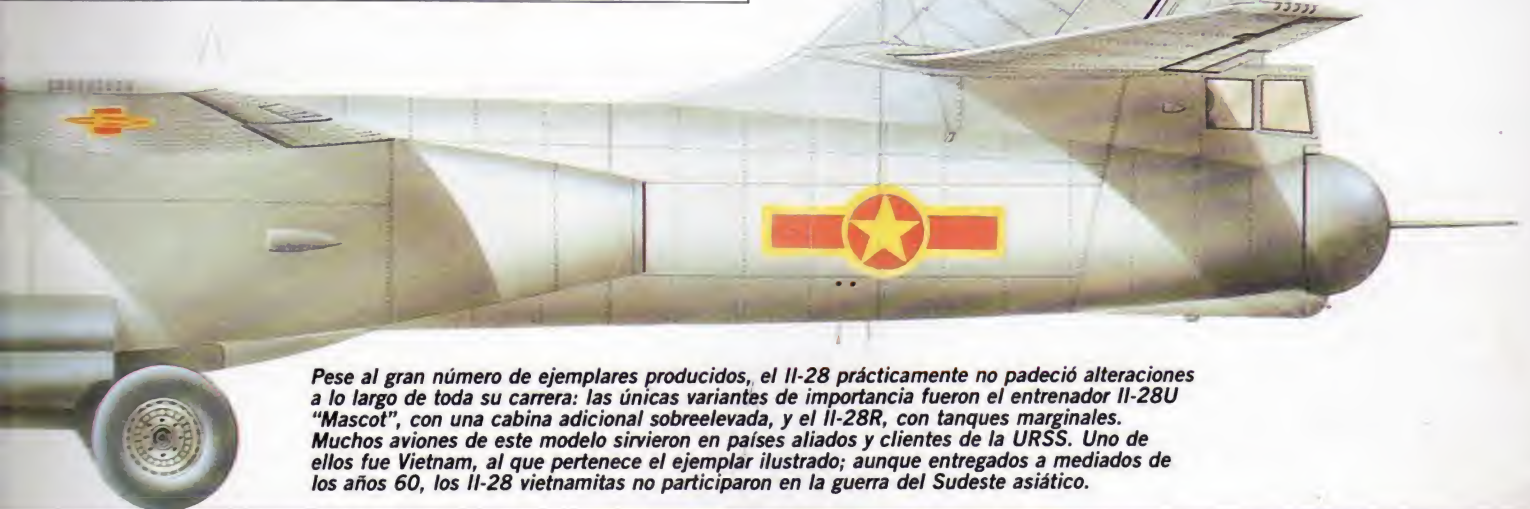 Pese al gran número de ejemplares producidos, el Il-28 prácticamente no padeció alteraciones
a lo largo de toda su carrera: las únicas variantes de importancia fueron el entrenador Il-28U
"Mascot", con una cabina adicional sobreelevada, y el Il-28R, con tanques marginales.
Muchos aviones de este modelo sirvieron en países aliados y clientes de la URSS. Uno de
ellos fue Vietnam, al que pertenece el ejemplar ilustrado; aunque entregados a mediados de
los años 60, los Il-28 vietnamitas no participaron en la guerra del Sudeste asiático.